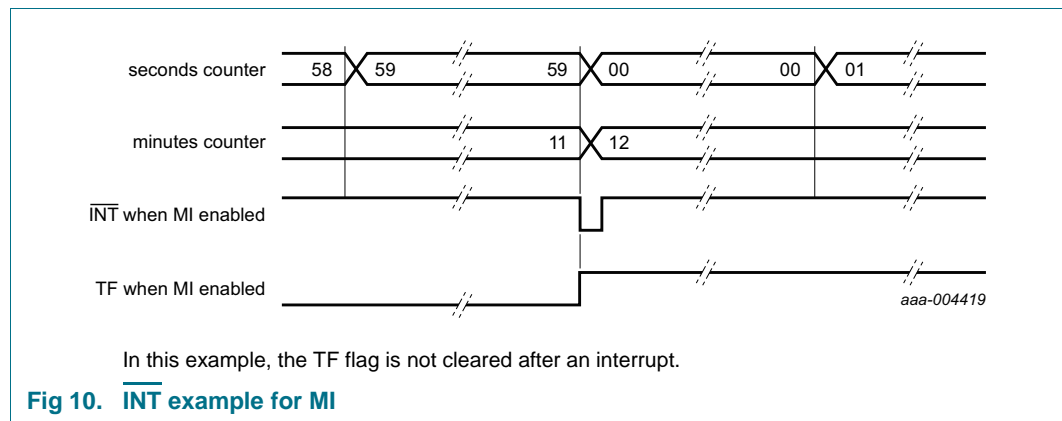 seconds counter 58 59 59 00 00 01
minutes counter 11 12
INT when MI enabled
TF when MI enabled
aaa-004419
In this example, the TF flag is not cleared after an interrupt.
Fig 10. INT example for MI